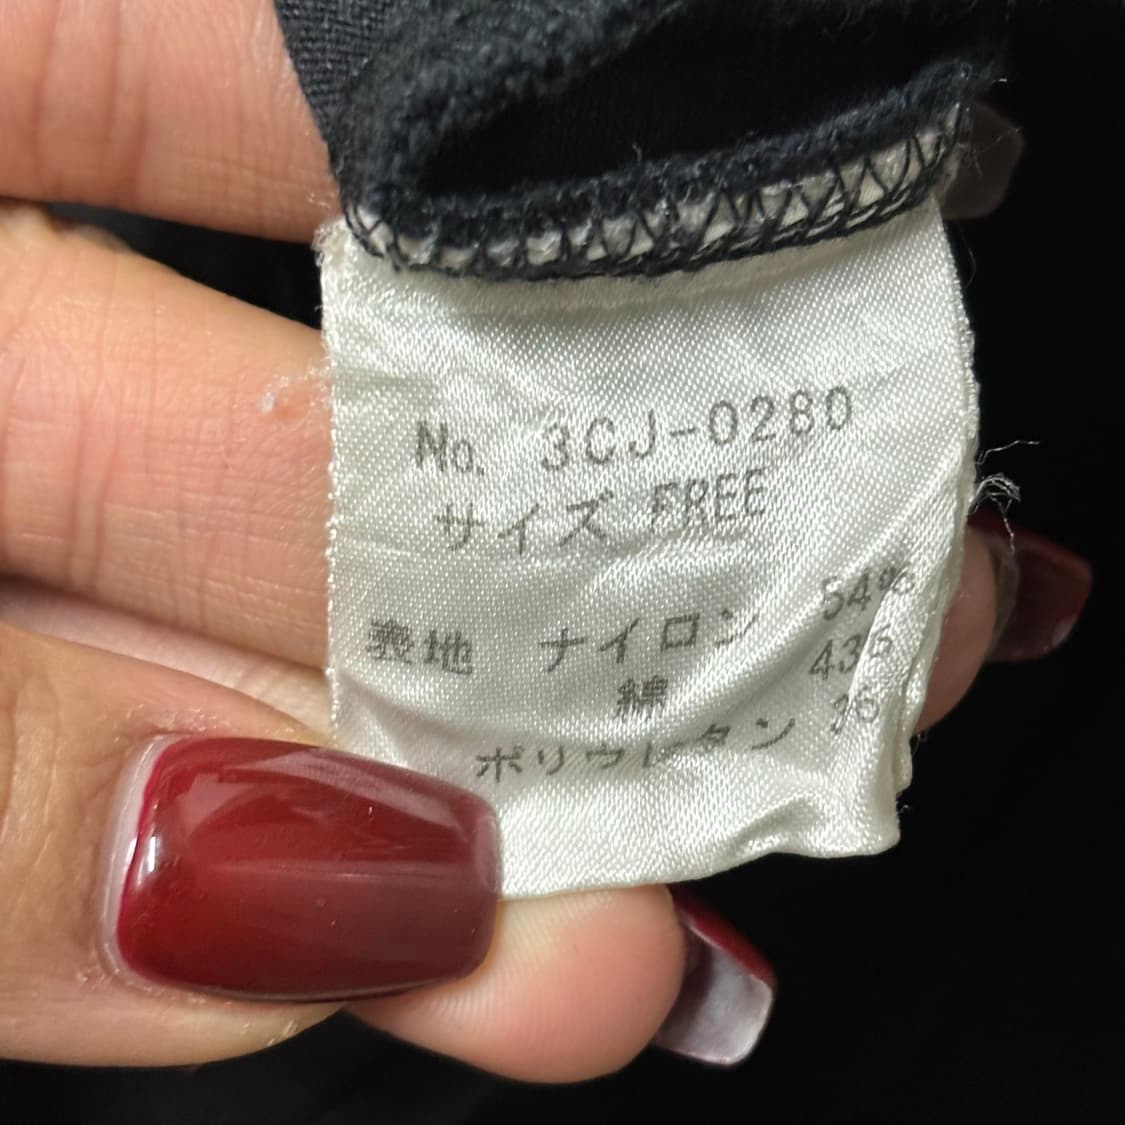 No. 3CJ-0280
サイズ FREE
表地 ナイロン 54%
綿 43%
ポリウレタン